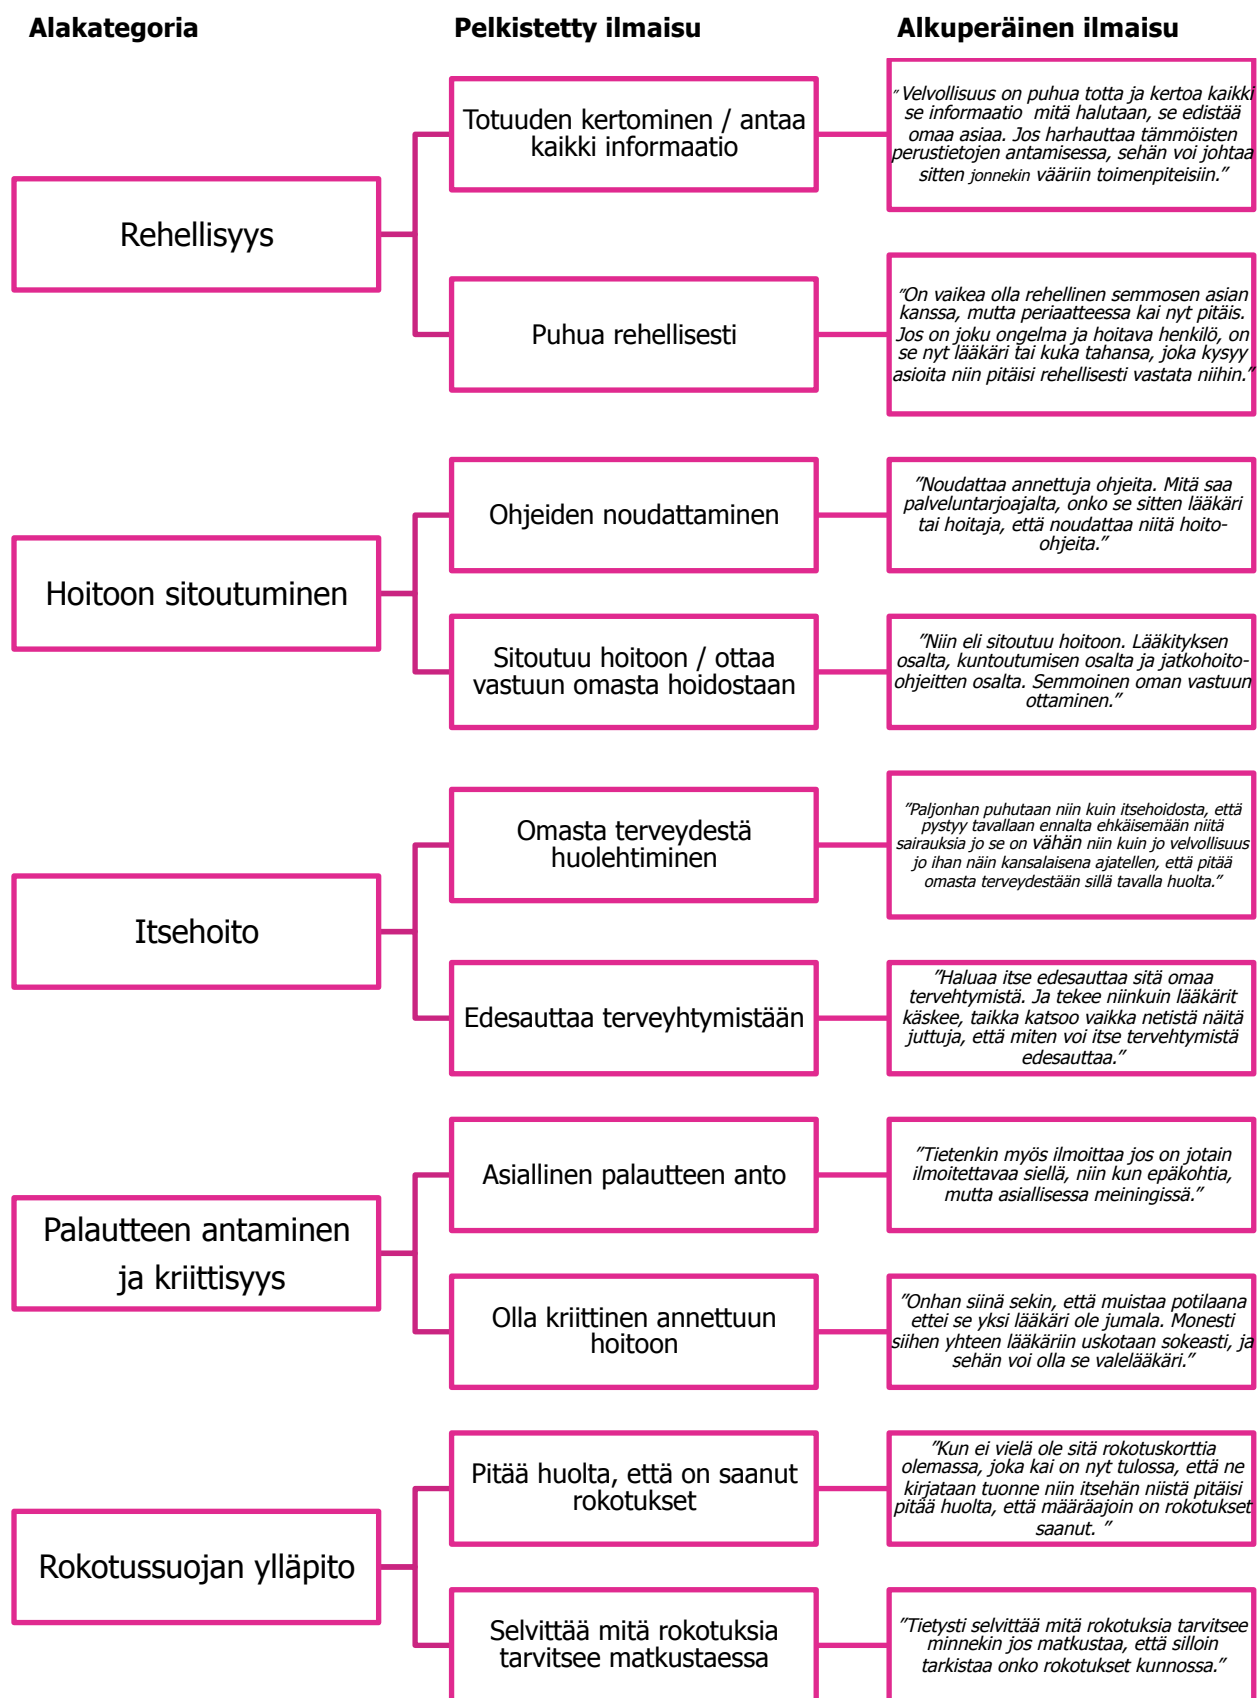 Alakategoria
Pelkistetty ilmaisu
Alkuperäinen ilmaisu
Rehellisyys
Totuuden kertominen / antaa
kaikki informaatio
” Velvollisuus on puhua totta ja kertoa kaikki
se informaatio mitä halutaan, se edistää
omaa asiaa. Jos harhauttaa tämmöisten
perustietojen antamisessa, sehän voi johtaa
sitten jonnekin vääriin toimenpiteisiin.”
Puhua rehellisesti
”On vaikea olla rehellinen semmosen asian
kanssa, mutta periaatteessa kai nyt pitäis.
Jos on joku ongelma ja hoitava henkilö, on
se nyt lääkäri tai kuka tahansa, joka kysyy
asioita niin pitäisi rehellisesti vastata niihin.”
Hoitoon sitoutuminen
Ohjeiden noudattaminen
”Noudattaa annettuja ohjeita. Mitä saa
palveluntarjoajalta, onko se sitten lääkäri
tai hoitaja, että noudattaa niitä hoito-
ohjeita.”
Sitoutuu hoitoon / ottaa
vastuun omasta hoidostaan
”Niin eli sitoutuu hoitoon. Lääkityksen
osalta, kuntoutumisen osalta ja jatkohoito-
ohjeitten osalta. Semmoinen oman vastuun
ottaminen.”
Itsehoito
Omasta terveydestä
huolehtiminen
”Paljonhan puhutaan niin kuin itsehoidosta, että
pystyy tavallaan ennalta ehkäisemään niitä
sairauksia jo se on vähän niin kuin jo velvollisuus
jo ihan näin kansalaisena ajatellen, että pitää
omasta terveydestään sillä tavalla huolta.”
Edesauttaa terveyhtymistään
”Haluaa itse edesauttaa sitä omaa
tervehtymistä. Ja tekee niinkuin lääkärit
käskee, taikka katsoo vaikka netistä näitä
juttuja, että miten voi itse tervehtymistä
edesauttaa.”
Palautteen antaminen
ja kriittisyys
Asiallinen palautteen anto
”Tietenkin myös ilmoittaa jos on jotain
ilmoitettavaa siellä, niin kun epäkohtia,
mutta asiallisessa meiningissä.”
Olla kriittinen annettuun
hoitoon
”Onhan siinä sekin, että muistaa potilaana
ettei se yksi lääkäri ole jumala. Monesti
siihen yhteen lääkäriin uskotaan sokeasti, ja
sehän voi olla se valelääkäri.”
Rokotussuojan ylläpito
Pitää huolta, että on saanut
rokotukset
”Kun ei vielä ole sitä rokotuskorttia
olemassa, joka kai on nyt tulossa, että ne
kirjataan tuonne niin itsehän niistä pitäisi
pitää huolta, että määräajoin on rokotukset
saanut. ”
Selvittää mitä rokotuksia
tarvitsee matkustaessa
”Tietysti selvittää mitä rokotuksia tarvitsee
minnekin jos matkustaa, että silloin
tarkistaa onko rokotukset kunnossa.”